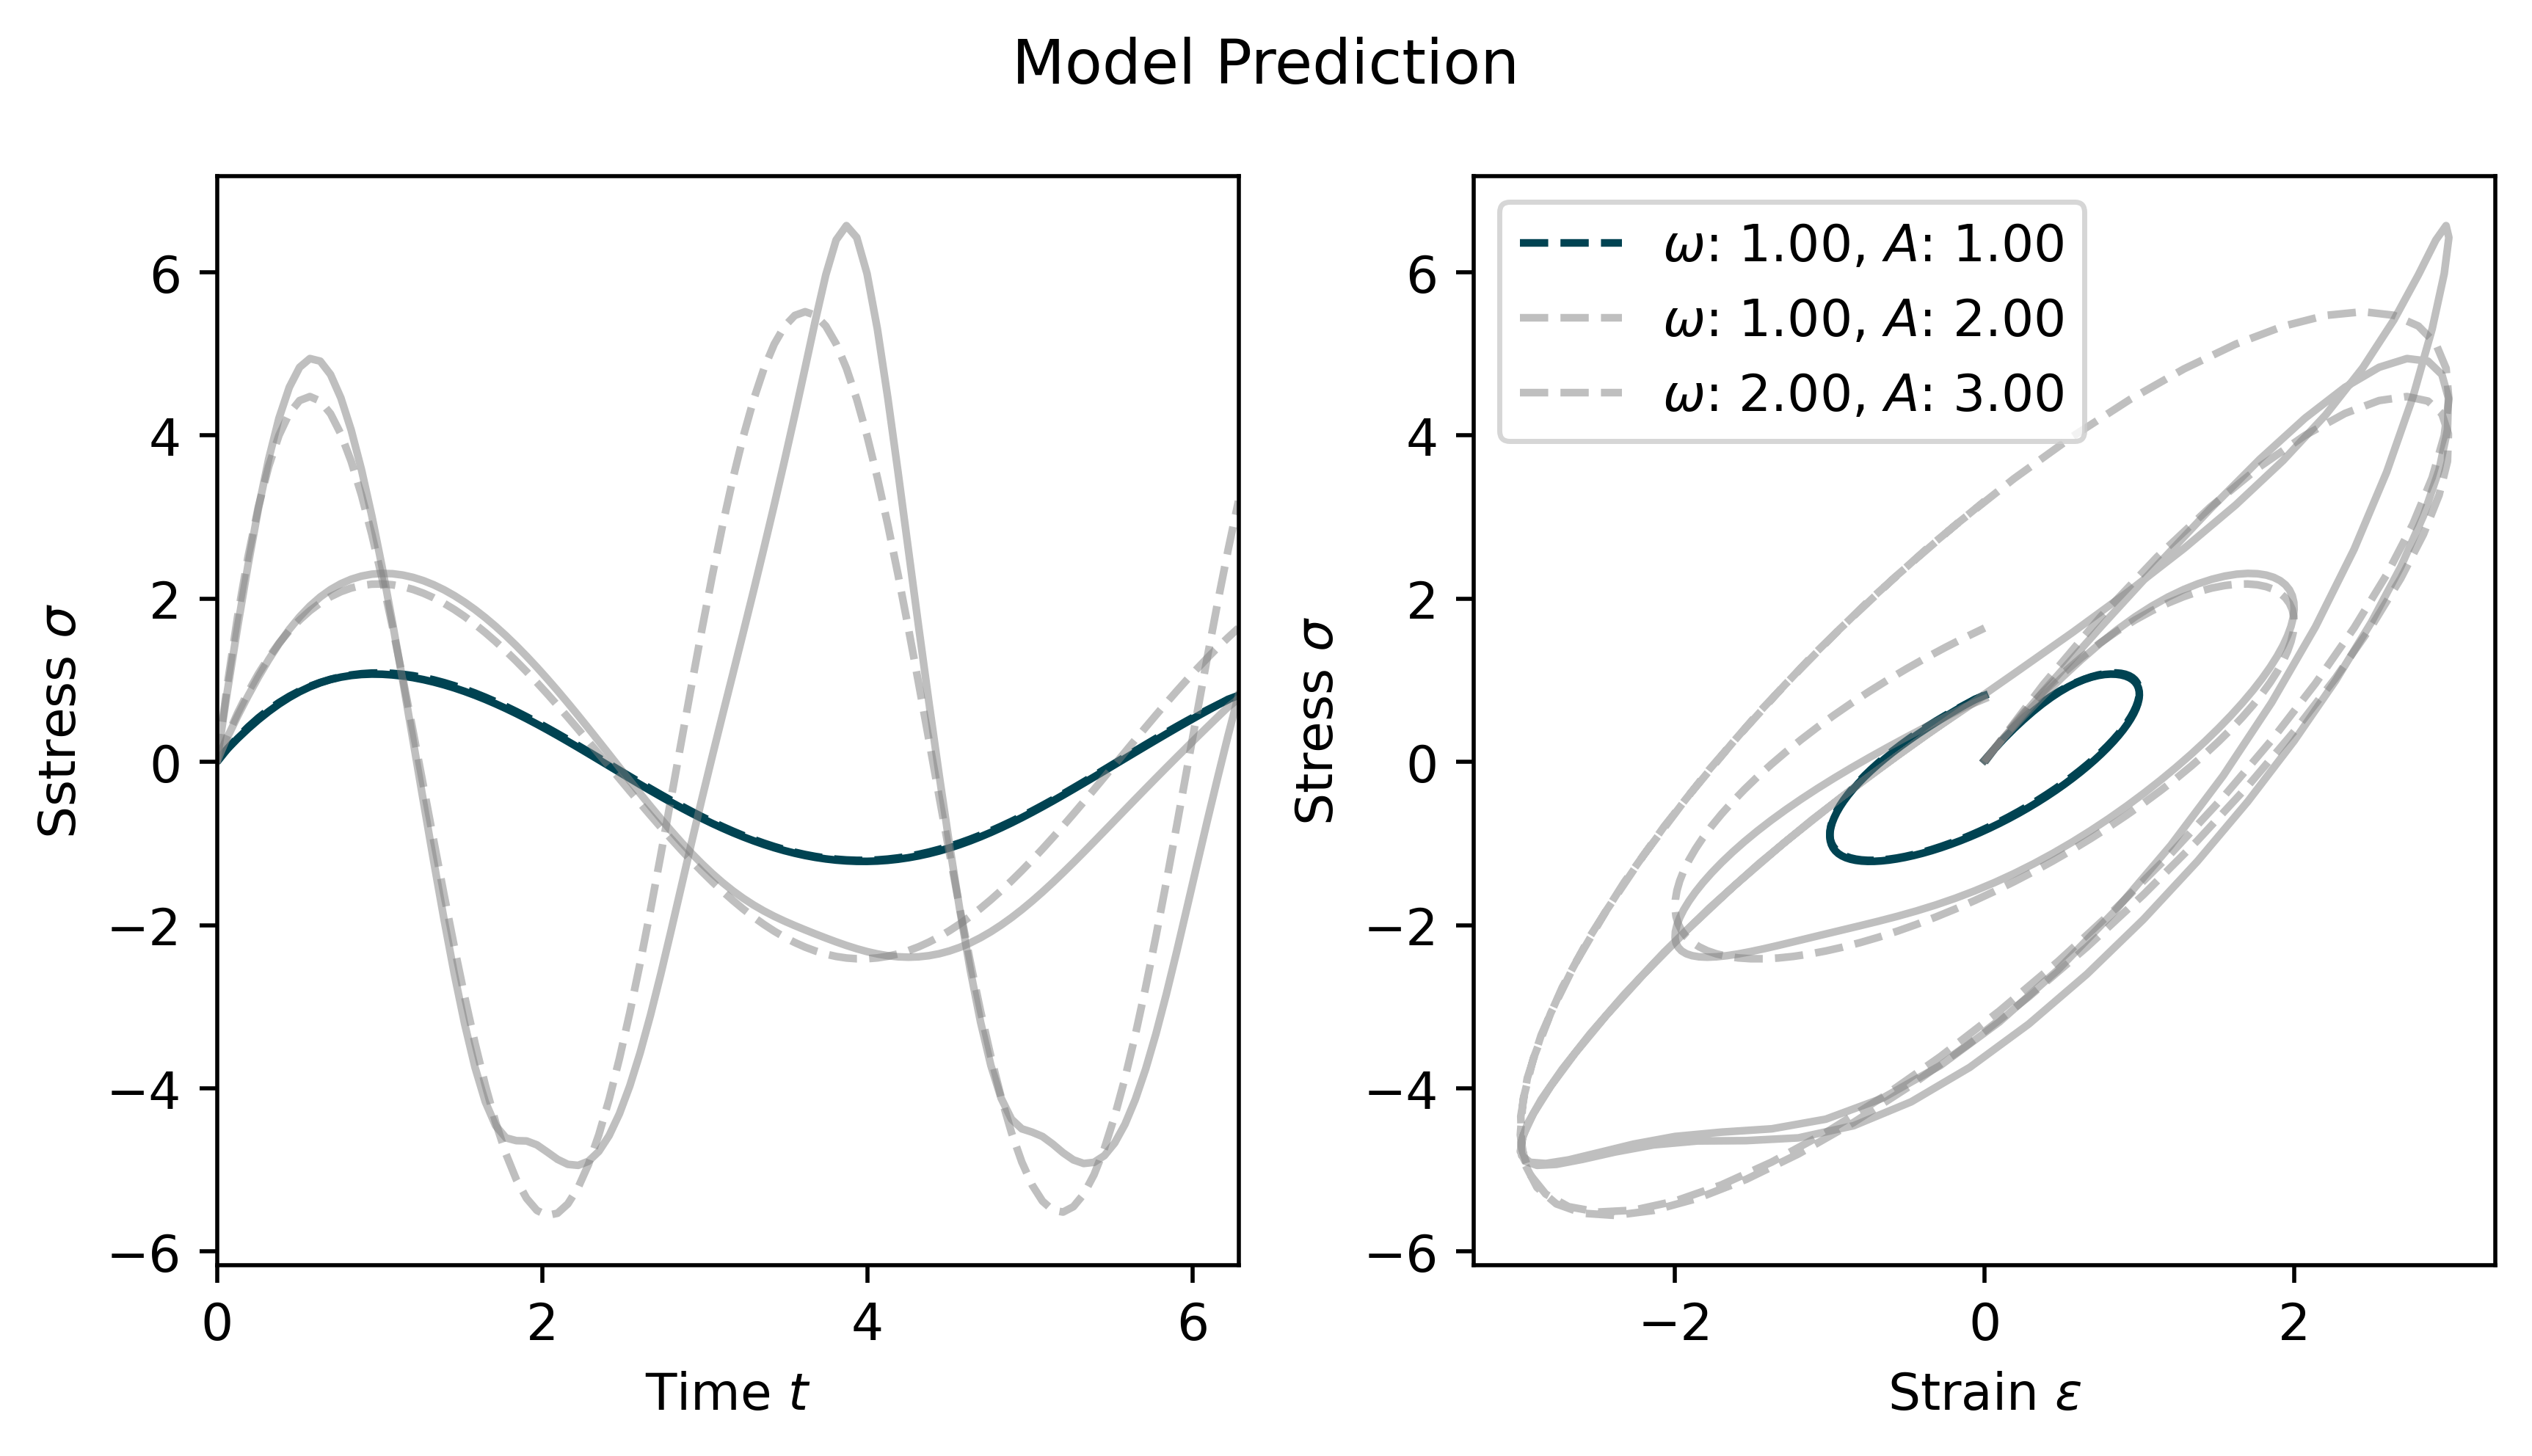 Model Prediction
Sstress σ
6
4
2
0
−2
−4
−6
0 2 4 6
Time t
Stress σ
6
4
2
0
−2
−4
−6
ω: 1.00, A: 1.00
ω: 1.00, A: 2.00
ω: 2.00, A: 3.00
−2 0 2
Strain ε